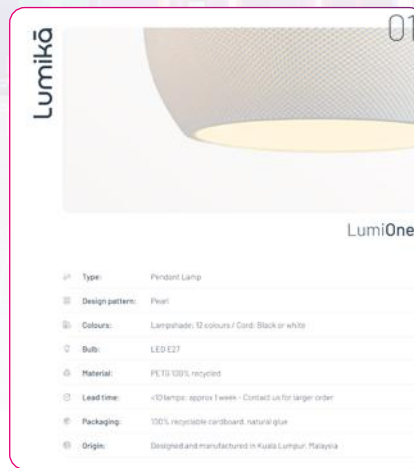 Lumikā
01
LumiOne
Type: Pendant Lamp
Design pattern: Pearl
Colours: Lampshade: 12 colours / Cord: Black or white
Bulb: LED E27
Material: PETG 100% recycled
Lead time: <10 lamps: approx 1 week - Contact us for larger order
Packaging: 100% recyclable cardboard, natural glue
Origin: Designed and manufactured in Kuala Lumpur, Malaysia